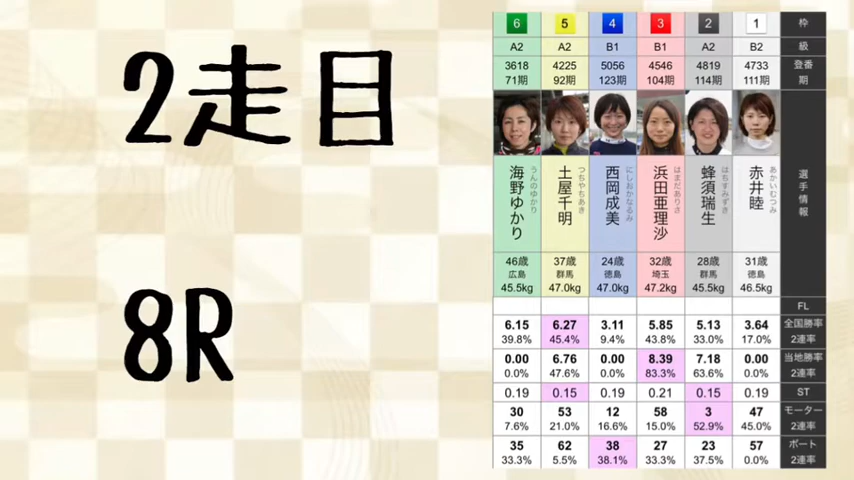 2走目
8R
6 5 4 3 2 1 枠
A2 A2 B1 B1 A2 B2 級
3618 4225 5056 4546 4819 4733 登番
71期 92期 123期 104期 114期 111期 期
海野ゆかり うんのゆかり 土屋千明 つちやちあき 西岡成美 にしおかなるみ 浜田亜理沙 はまだありさ 蜂須瑞生 はちすみずき 赤井睦 あかいむつみ 選手情報
46歳 37歳 24歳 32歳 28歳 31歳
広島 群馬 徳島 埼玉 群馬 徳島
45.5kg 47.0kg 47.0kg 47.2kg 45.5kg 46.5kg
FL
6.15 6.27 3.11 5.85 5.13 3.64 全国勝率
39.8% 45.4% 9.4% 43.8% 33.0% 17.0% 2連率
0.00 6.76 0.00 8.39 7.18 0.00 当地勝率
0.0% 47.6% 0.0% 83.3% 63.6% 0.0% 2連率
0.19 0.15 0.19 0.21 0.15 0.19 ST
30 53 12 58 3 47 モーター
7.6% 21.0% 16.6% 15.0% 52.9% 45.0% 2連率
35 62 38 27 23 57 ボート
33.3% 5.5% 38.1% 33.3% 37.5% 0.0% 2連率